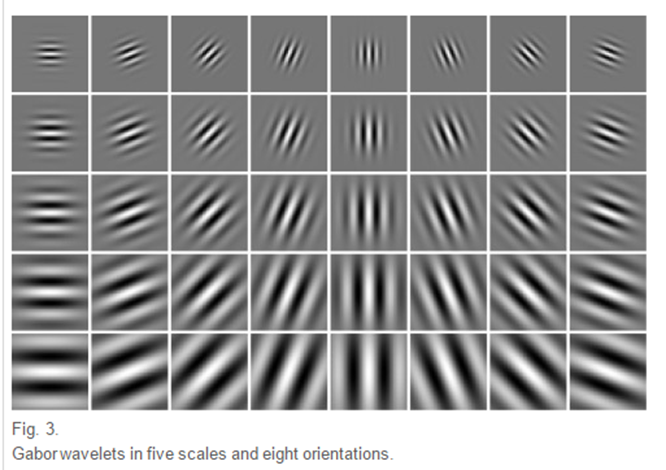 Fig. 3.
Gabor wavelets in five scales and eight orientations.